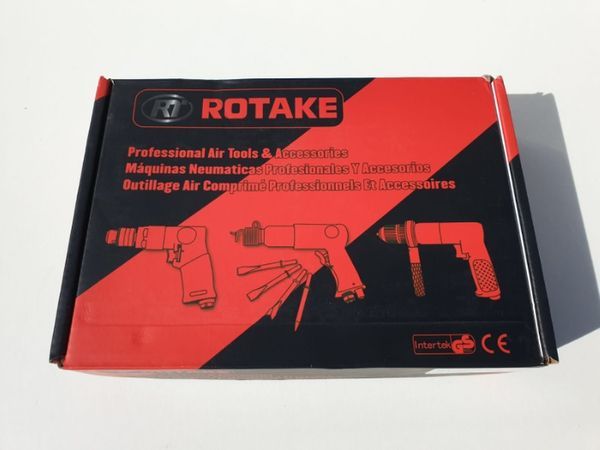 RT ROTAKE
Professional Air Tools & Accessories
Máquinas Neumaticas Profesionales Y Accesorios
Outillage Air Comprimé Professionnels Et Accessoires
Intertek GS CE